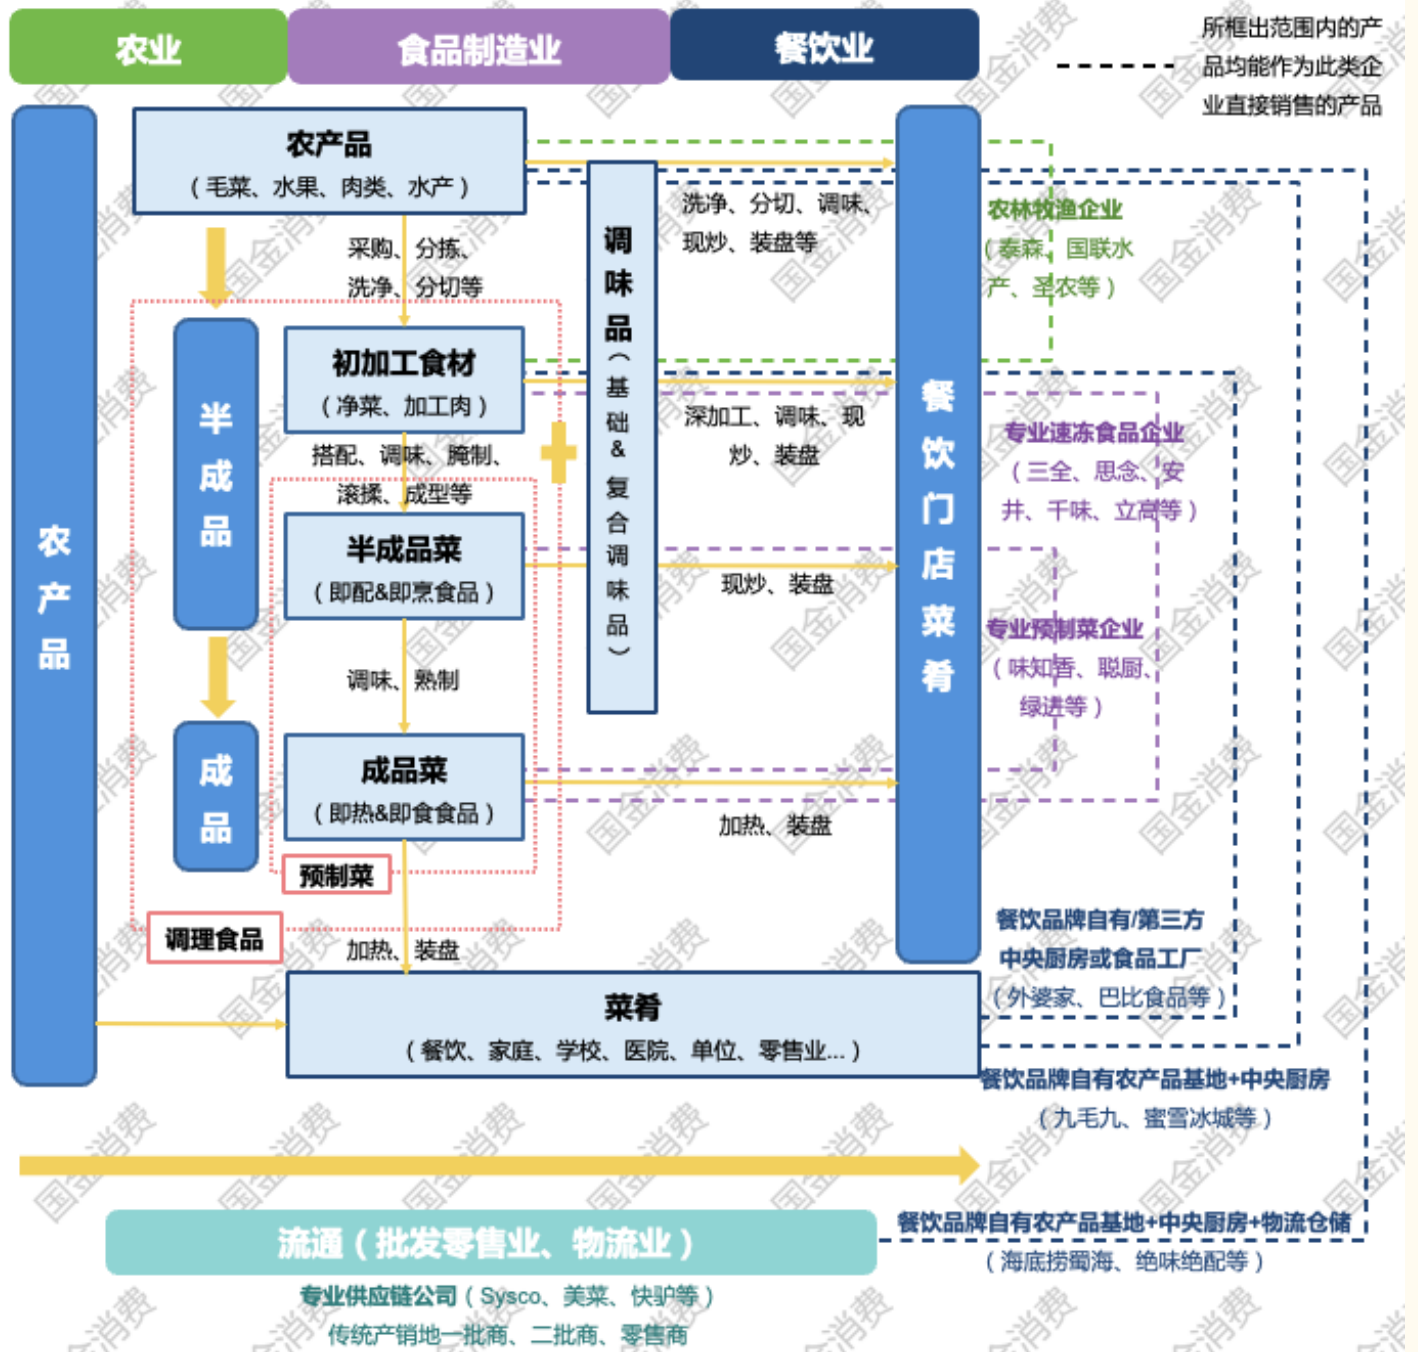 农业
食品制造业
餐饮业
所框出范围内的产
品均能作为此类企
业直接销售的产品
农产品
（毛菜、水果、肉类、水产）
采购、分拣、
洗净、分切等
洗净、分切、调味、
现炒、装盘等
调味品（基础&复合调味品）
农林牧渔企业
（泰森、国联水
产、圣农等）
农产品
半成品
初加工食材
（净菜、加工肉）
搭配、调味、腌制、
滚揉、成型等
深加工、调味、现
炒、装盘
餐饮门店菜肴
专业速冻食品企业
（三全、思念、安
井、千味、立高等）
半成品菜
（即配&即烹食品）
现炒、装盘
专业预制菜企业
（味知香、聪厨、
绿进等）
调味、熟制
成品
成品菜
（即热&即食食品）
加热、装盘
预制菜
调理食品
加热、装盘
餐饮品牌自有/第三方
中央厨房或食品工厂
（外婆家、巴比食品等）
菜肴
（餐饮、家庭、学校、医院、单位、零售业...）
餐饮品牌自有农产品基地+中央厨房
（九毛九、蜜雪冰城等）
流通（批发零售业、物流业）
餐饮品牌自有农产品基地+中央厨房+物流仓储
（海底捞蜀海、绝味绝配等）
专业供应链公司（Sysco、美菜、快驴等）
传统产销地一批商、二批商、零售商
国金消费